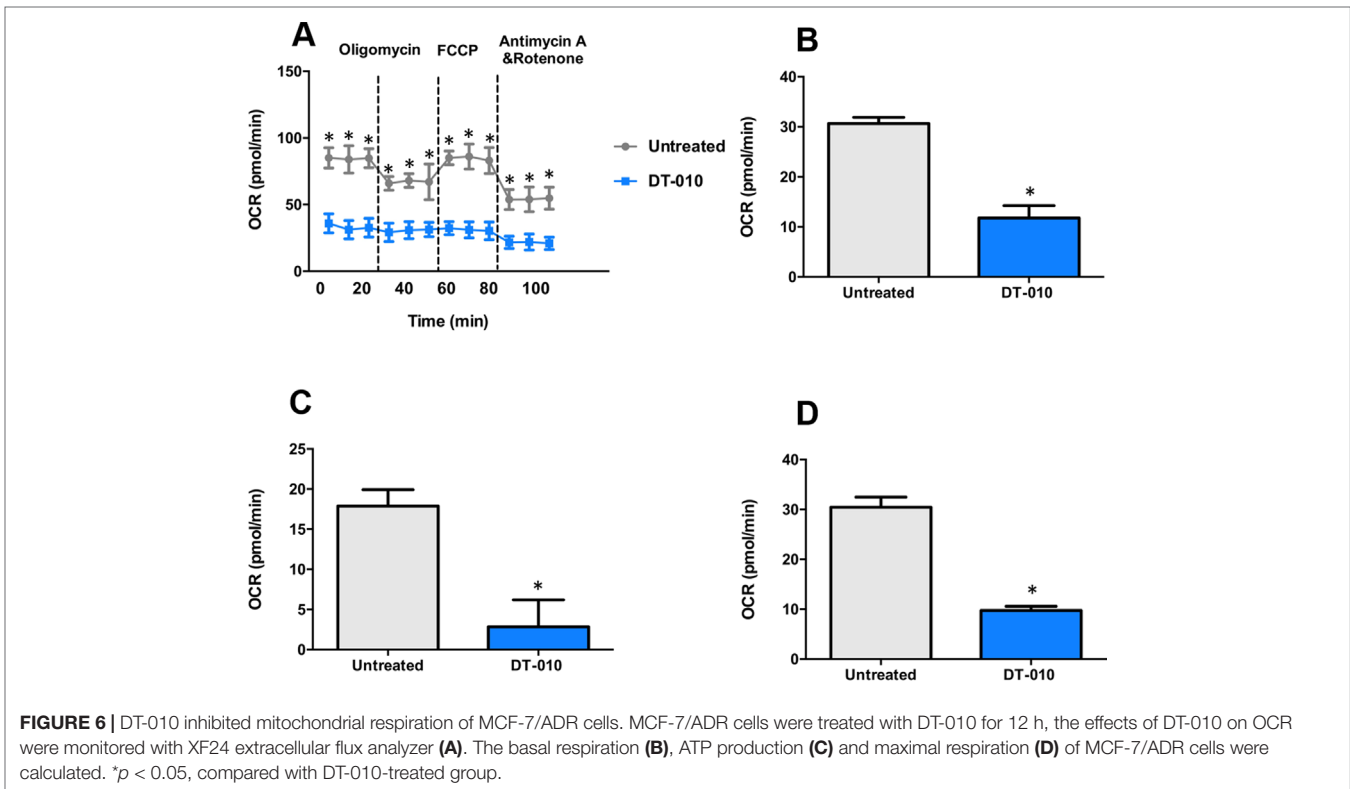 A
Oligomycin FCCP Antimycin A
&Rotenone
150
100
50
0
OCR (pmol/min)
* * * * * * * * * * * *
0 20 40 60 80 100
Time (min)
Untreated
DT-010
B
40
30
20
10
0
OCR (pmol/min)
*
Untreated DT-010
C
25
20
15
10
5
0
OCR (pmol/min)
*
Untreated DT-010
D
40
30
20
10
0
OCR (pmol/min)
*
Untreated DT-010
FIGURE 6 | DT-010 inhibited mitochondrial respiration of MCF-7/ADR cells. MCF-7/ADR cells were treated with DT-010 for 12 h, the effects of DT-010 on OCR
were monitored with XF24 extracellular flux analyzer (A). The basal respiration (B), ATP production (C) and maximal respiration (D) of MCF-7/ADR cells were
calculated. *p < 0.05, compared with DT-010-treated group.